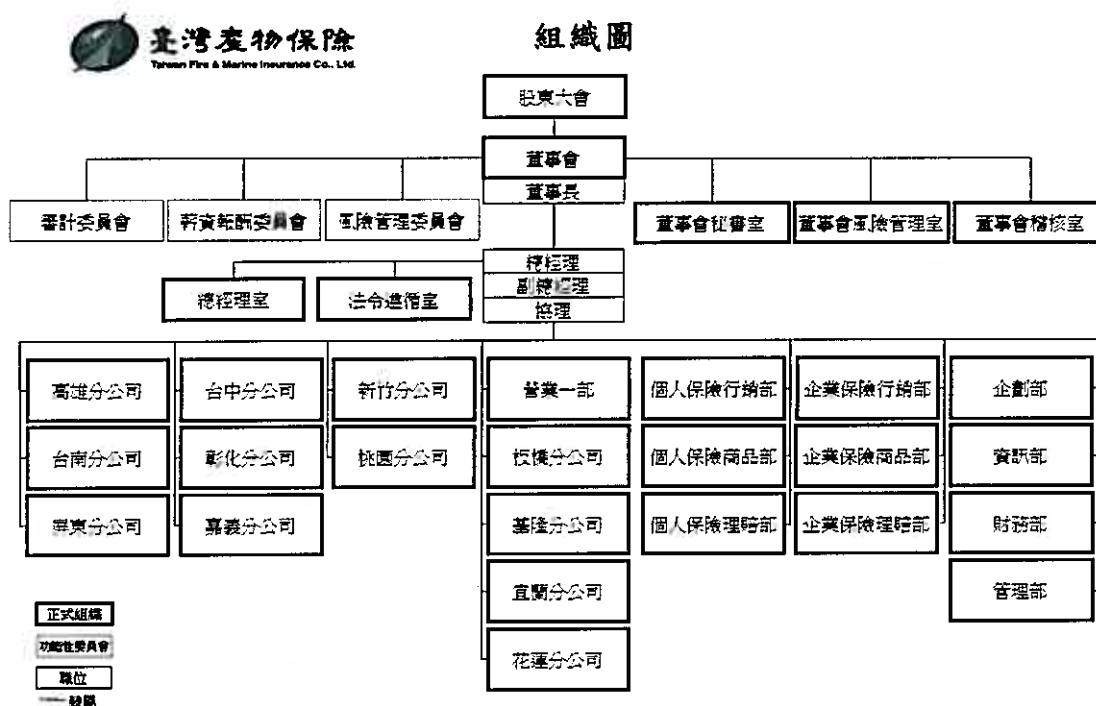 臺灣產物保險
Taiwan Fire & Marine Insurance Co., Ltd.
組織圖
股東大會
董事會
董事長
審計委員會
薪資報酬委員會
風險管理委員會
董事會秘書室
董事會風險管理室
董事會稽核室
總經理
副總經理
協理
總經理室
法令遵循室
高雄分公司
台中分公司
新竹分公司
營業一部
個人保險行銷部
企業保險行銷部
企劃部
台南分公司
彰化分公司
桃園分公司
板橋分公司
個人保險商品部
企業保險商品部
資訊部
屏東分公司
嘉義分公司
基隆分公司
個人保險理賠部
企業保險理賠部
財務部
宜蘭分公司
管理部
花蓮分公司
正式組織
功能性委員會
職位